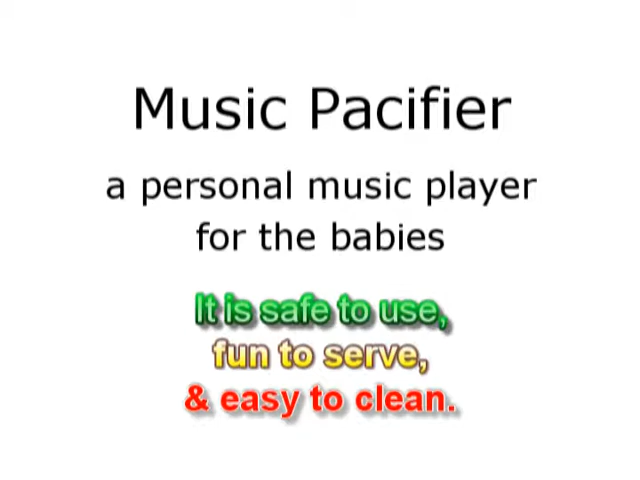 Music Pacifier
a personal music player
for the babies
It is safe to use,
fun to serve,
& easy to clean.